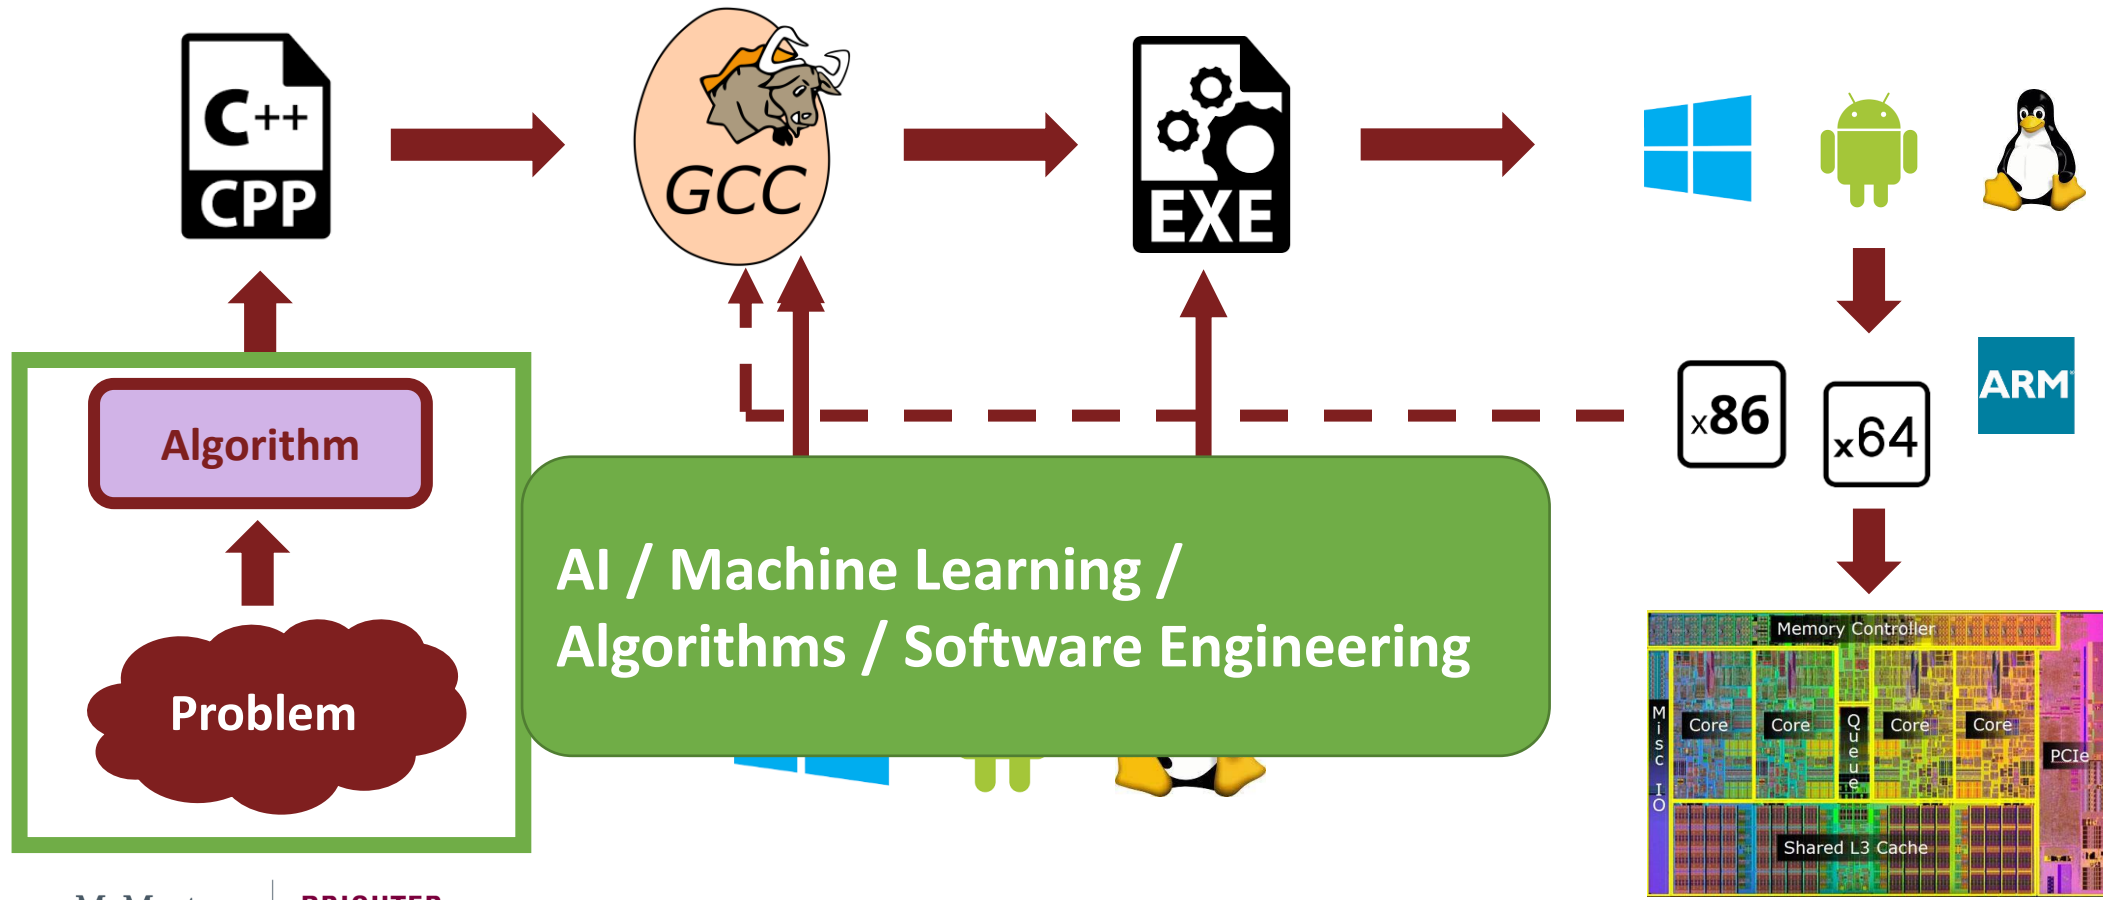 C++
CPP
GCC
EXE
Algorithm
Problem
AI / Machine Learning /
Algorithms / Software Engineering
x86
x64
ARM
Memory Controller
Misc IO
Core
Core
Queue
Core
Core
PCIe
Shared L3 Cache